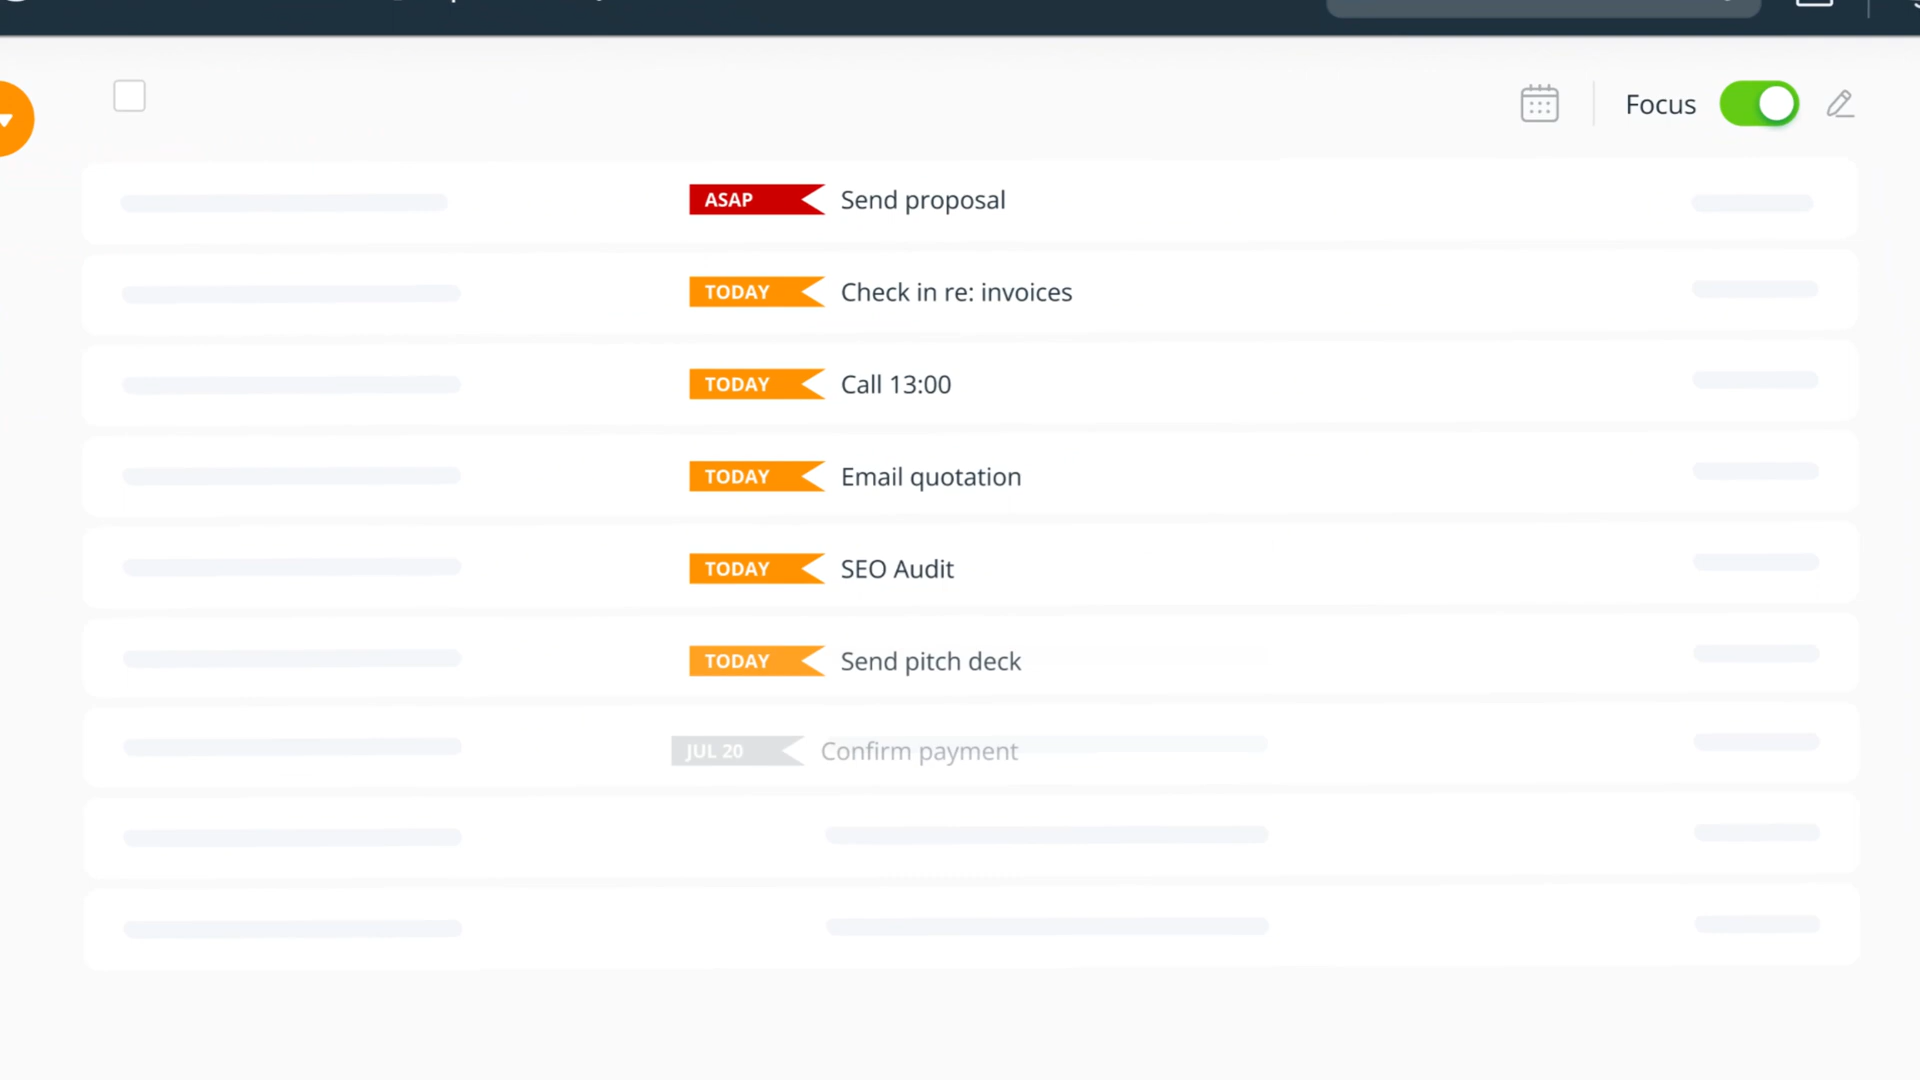 Focus
ASAP Send proposal
TODAY Check in re: invoices
TODAY Call 13:00
TODAY Email quotation
TODAY SEO Audit
TODAY Send pitch deck
JUL 20 Confirm payment